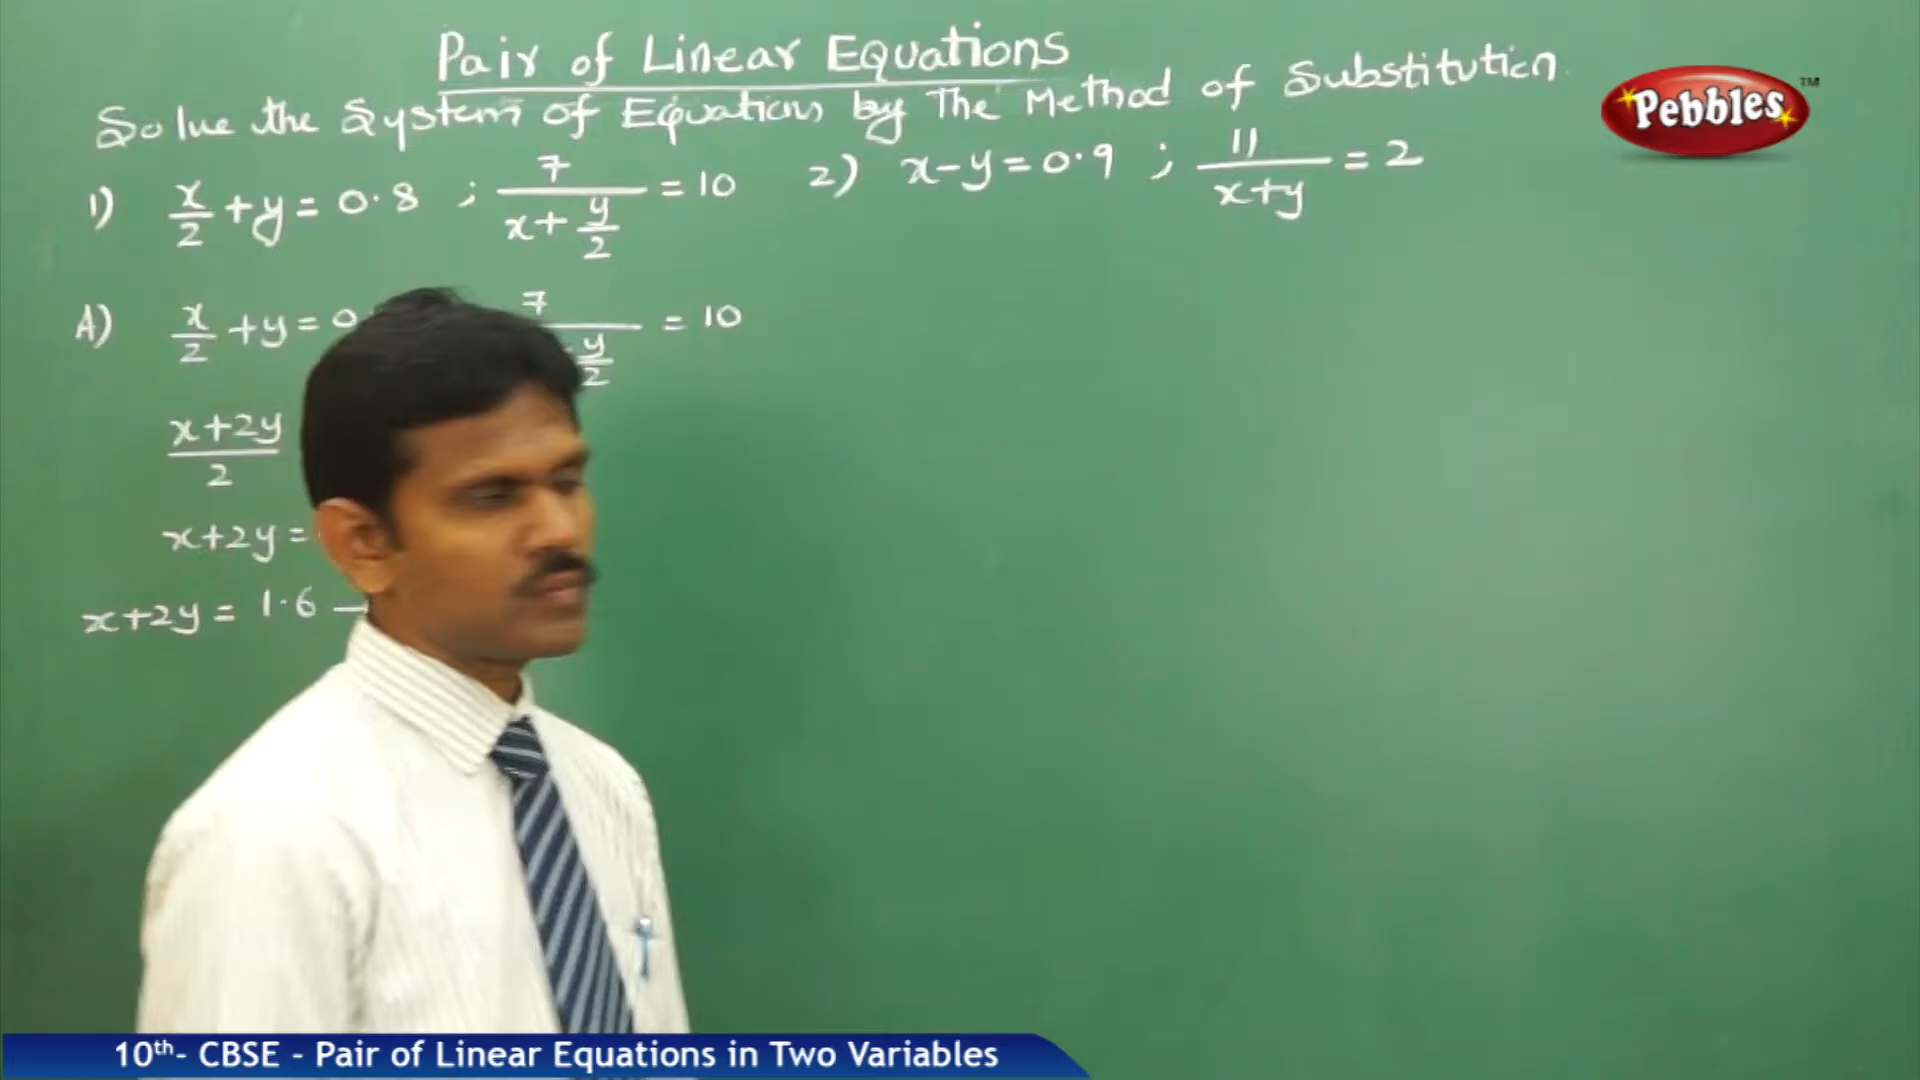 Pair of Linear Equations
Solve the System of Equations by The Method of Substitution.
1) x/2 + y = 0.8 ; 7/(x + y/2) = 10 2) x - y = 0.9 ; 11/(x+y) = 2
A) x/2 + y = 0 7/ y/2 = 10
x+2y/2
x+2y =
x+2y = 1.6 —
Pebbles™
10th- CBSE - Pair of Linear Equations in Two Variables